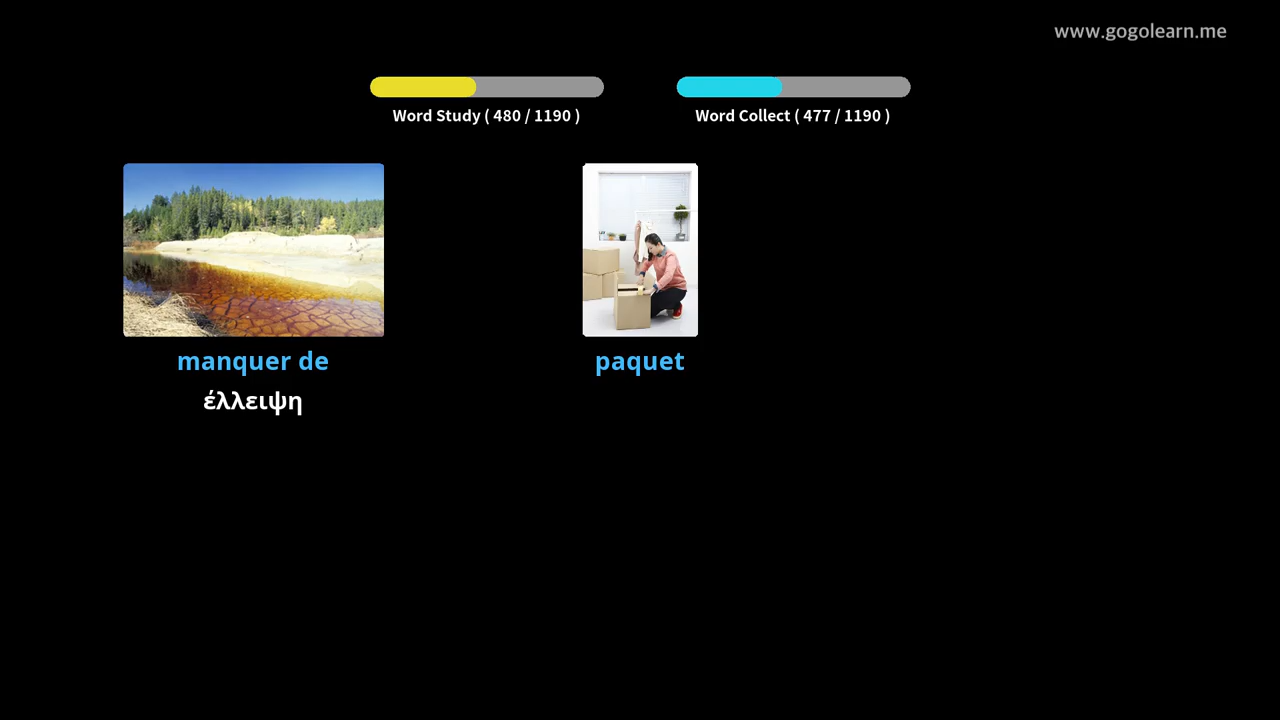 www.gogolearn.me
Word Study ( 480 / 1190 )
Word Collect ( 477 / 1190 )
manquer de
έλλειψη
paquet